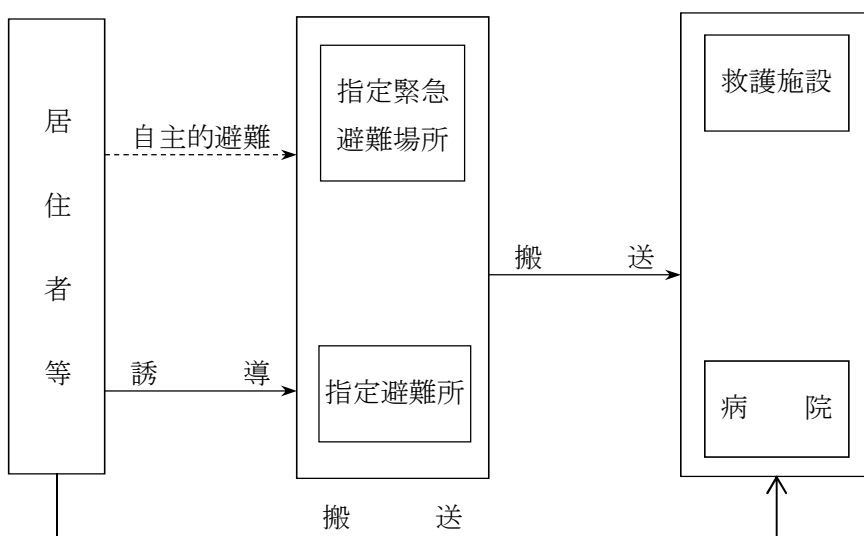 居住者等
自主的避難
誘　　導
指定緊急
避難場所
指定避難所
搬　　送
救護施設
病　　院
搬　　送